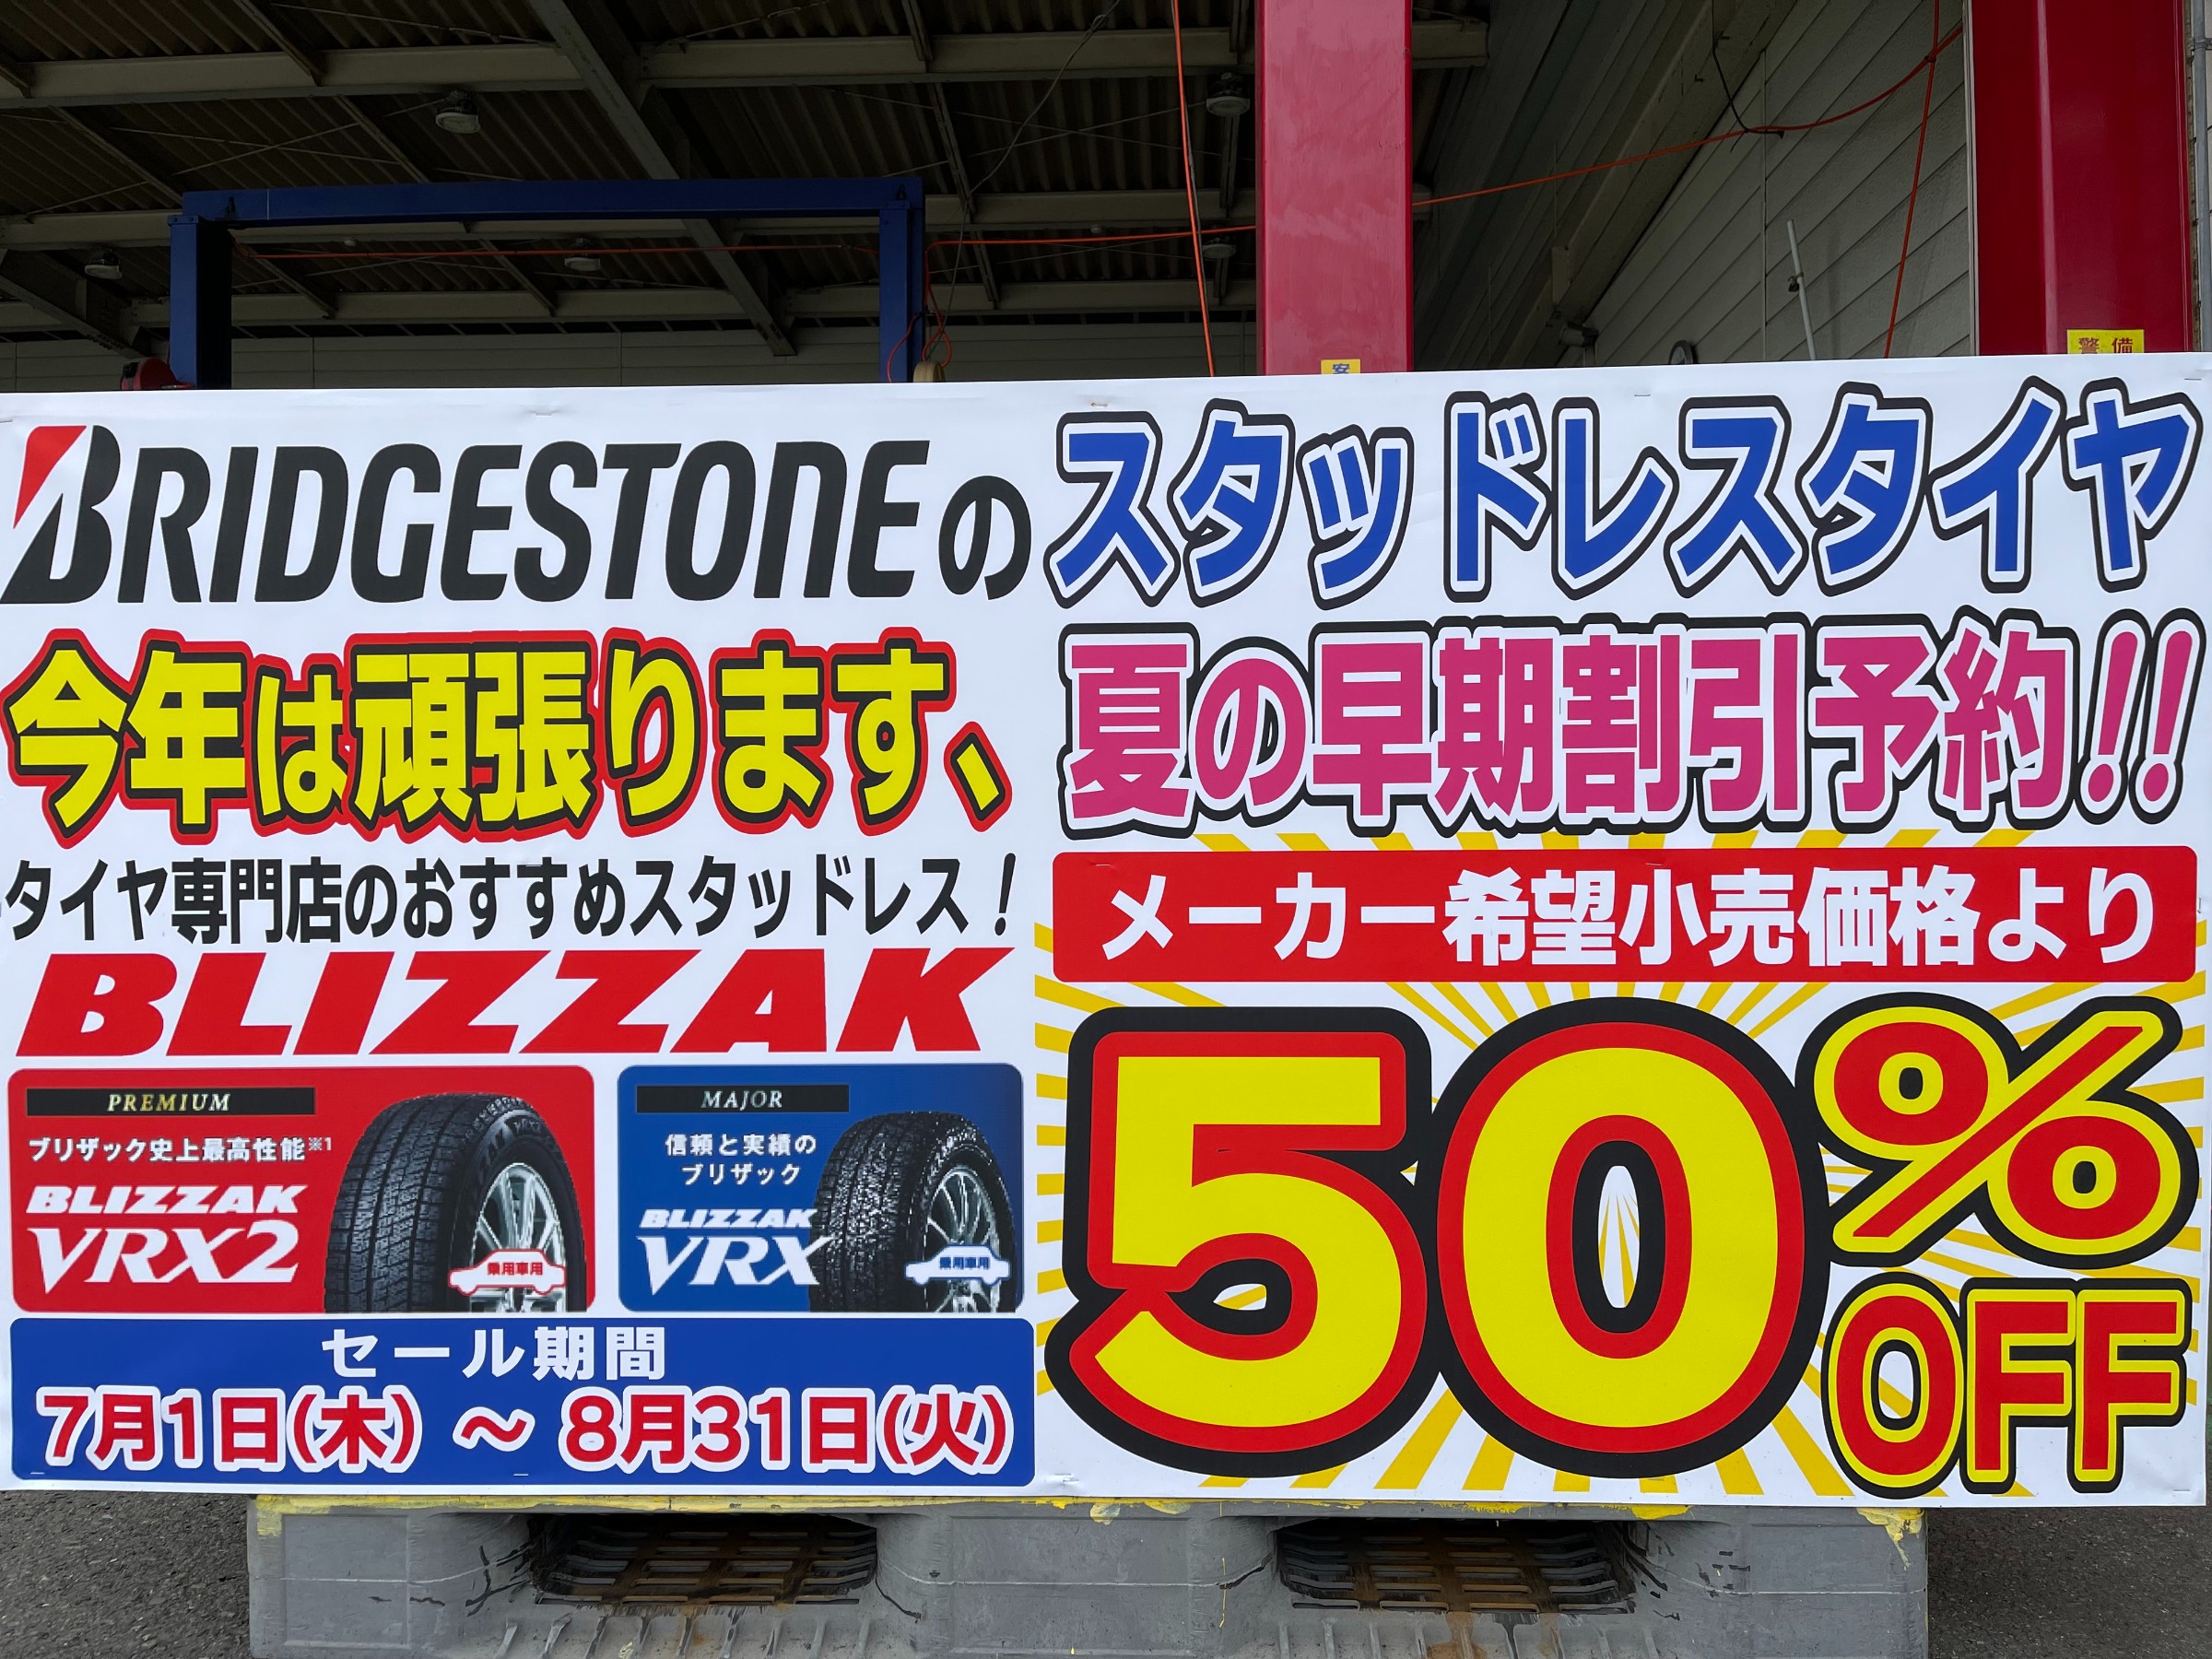 警備
BRIDGESTONEの
スタッドレスタイヤ
今年は頑張ります、
夏の早期割引予約!!
タイヤ専門店のおすすめスタッドレス!
BLIZZAK
メーカー希望小売価格より
50%
OFF
PREMIUM
ブリザック史上最高性能※1
BLIZZAK
VRX2
乗用車用
MAJOR
信頼と実績の
ブリザック
BLIZZAK
VRX
乗用車用
セール期間
7月1日(木) ～ 8月31日(火)